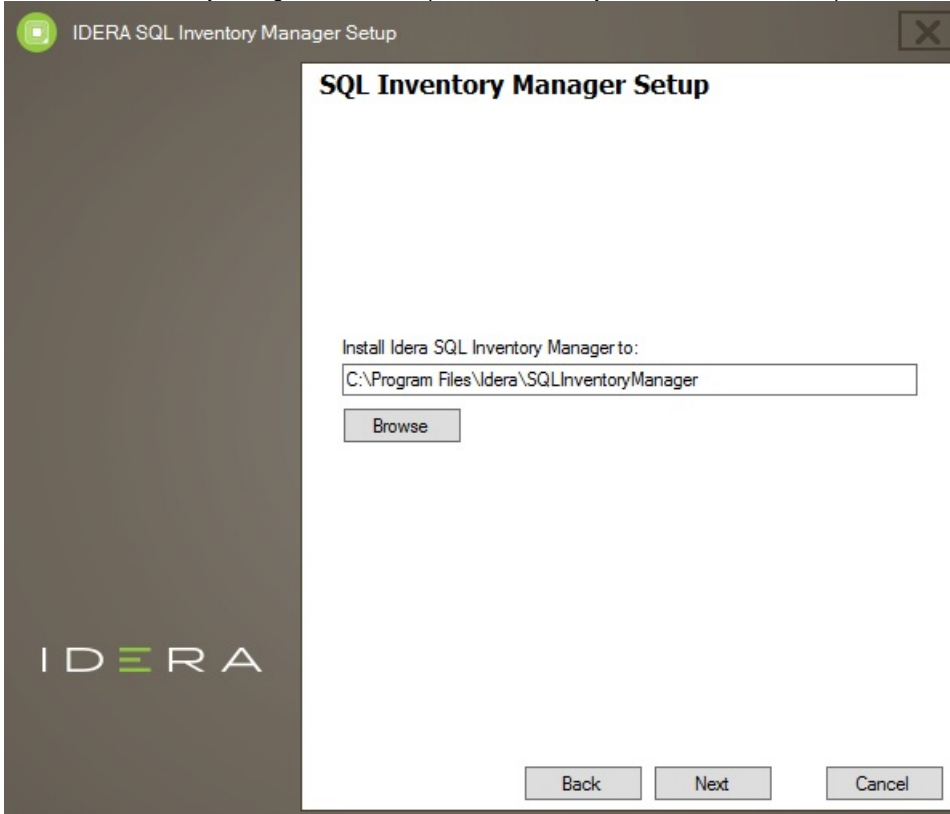 IDERA SQL Inventory Manager Setup
SQL Inventory Manager Setup
Install Idera SQL Inventory Manager to:
C:\Program Files\Idera\SQLInventoryManager
Browse
IDERA
Back Next Cancel